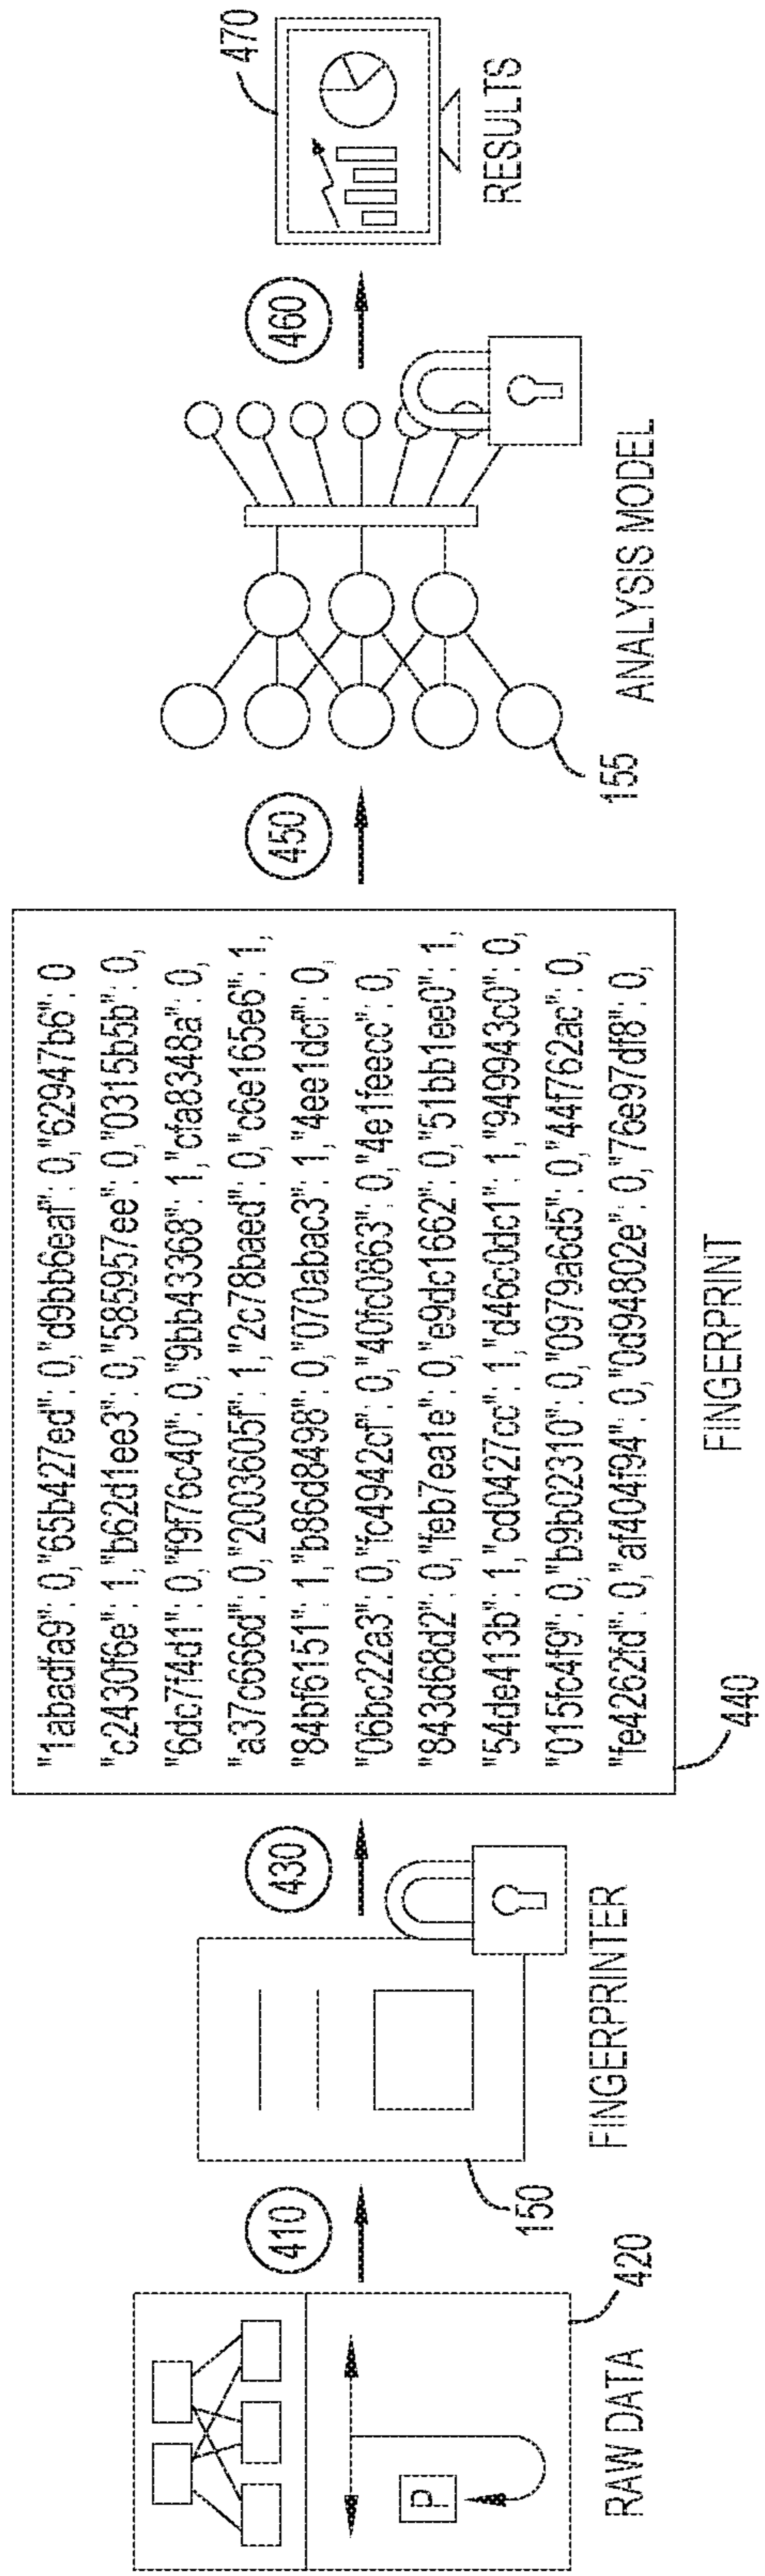 410
430
450
460
470
P
"1abadfa9": 0,"65b427ed": 0,"d9bb6eaf": 0,"62947b6": 0
"c2430f6e": 1,"b62d1ee3": 0,"585957ee": 0,"0315b5b": 0,
"6dc7f4d1": 0,"f9f76c40": 0,"9bb43368": 1,"cfa8348a": 0,
"a37c666d": 0,"2003605f": 1,"2c78baed": 0,"c6e165e6": 1,
"84bf6151": 1,"b86d8498": 0,"070abac3": 1,"4ee1dcf": 0,
"06bc22a3": 0,"fc4942cf": 0,"40fc0863": 0,"4e1feecc": 0,
"843d68d2": 0,"feb7ea1e": 0,"e9dc1662": 0,"51bb1ee0": 1,
"54de413b": 1,"cd0427cc": 1,"d46c0dc1": 1,"949943c0": 0,
"015fc4f9": 0,"b9b02310": 0,"0979a6d5": 0,"44f762ac": 0,
"fe4262fd": 0,"af404f94": 0,"0d94802e": 0,"76e97df8": 0,
420
150
440
155
RAW DATA
FINGERPRINTER
FINGERPRINT
ANALYSIS MODEL
RESULTS